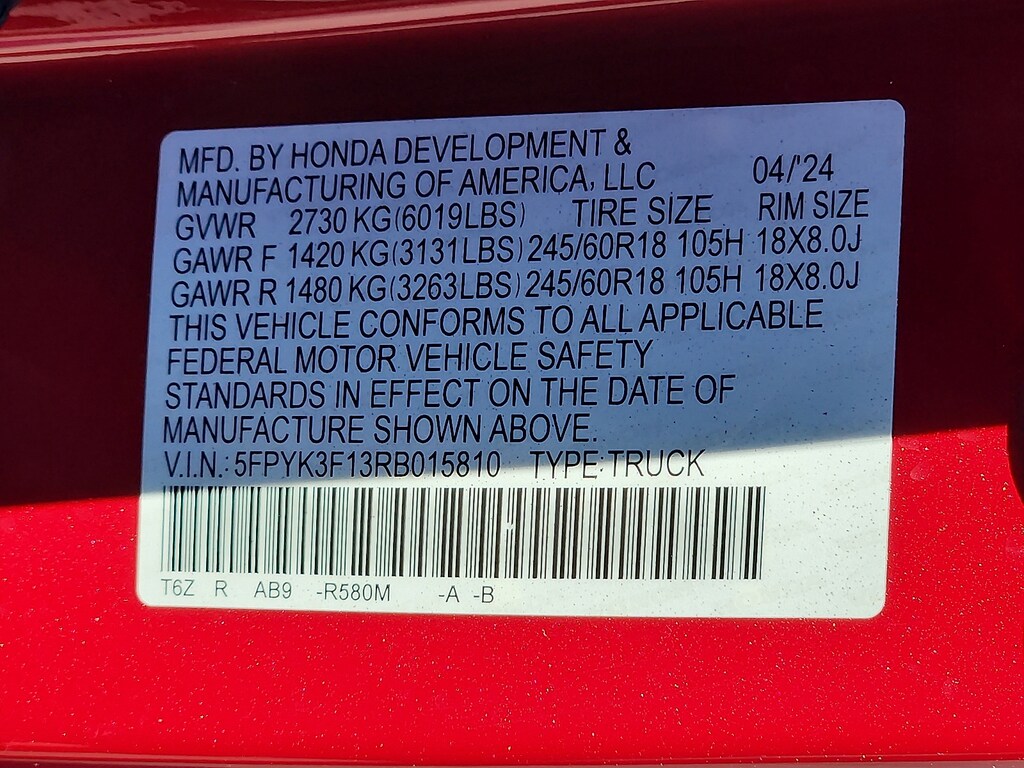 MFD. BY HONDA DEVELOPMENT &
MANUFACTURING OF AMERICA, LLC 04/'24
GVWR 2730 KG(6019LBS) TIRE SIZE RIM SIZE
GAWR F 1420 KG(3131LBS) 245/60R18 105H 18X8.0J
GAWR R 1480 KG(3263LBS) 245/60R18 105H 18X8.0J
THIS VEHICLE CONFORMS TO ALL APPLICABLE
FEDERAL MOTOR VEHICLE SAFETY
STANDARDS IN EFFECT ON THE DATE OF
MANUFACTURE SHOWN ABOVE.
V.I.N.: 5FPYK3F13RB015810 TYPE:TRUCK
T6Z R AB9 -R580M -A -B